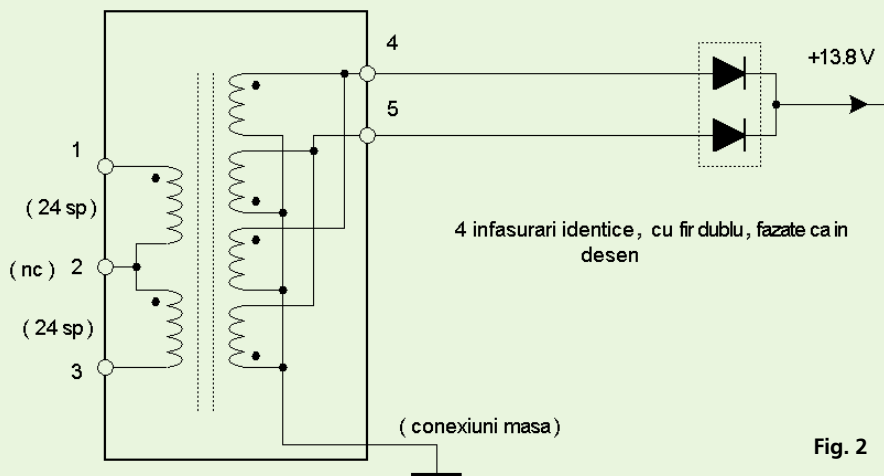 4
+13.8 V
5
1
( 24 sp )
4 infasurari identice, cu fir dublu, fazate ca in
desen
( nc ) 2
( 24 sp )
3
( conexiuni masa )
Fig. 2